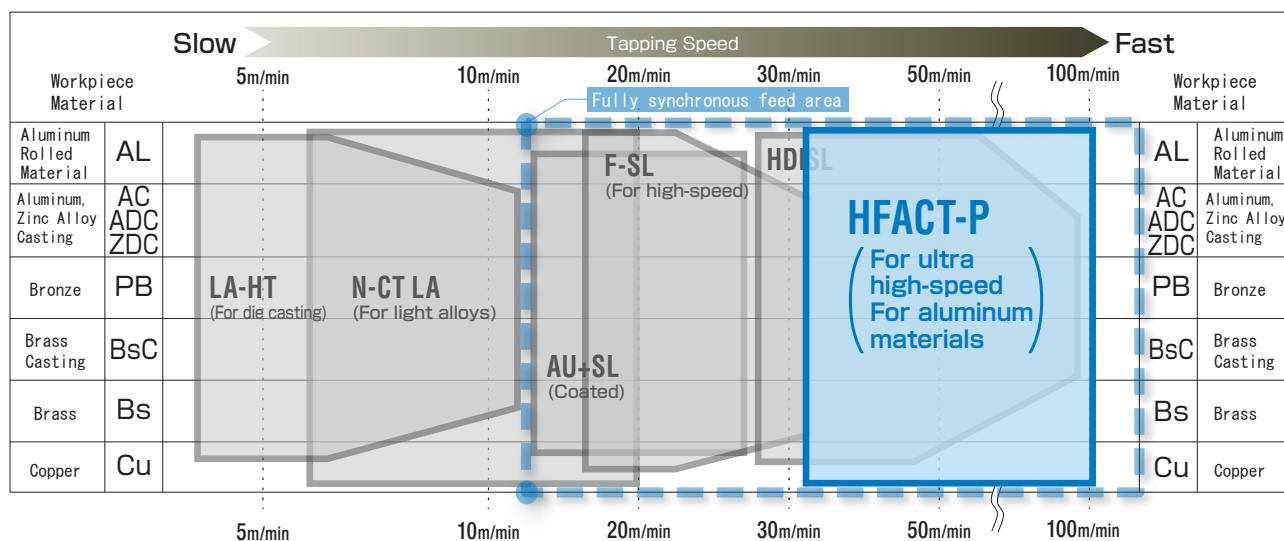 Slow
Tapping Speed
Fast
Workpiece
Material
5m/min
10m/min
20m/min
30m/min
50m/min
100m/min
Workpiece
Material
Fully synchronous feed area
Aluminum
Rolled
Material
AL
F-SL
(For high-speed)
HDISL
AL
Aluminum
Rolled
Material
Aluminum,
Zinc Alloy
Casting
AC
ADC
ZDC
HFACT-P
(For ultra
high-speed
For aluminum
materials)
AC
ADC
ZDC
Aluminum,
Zinc Alloy
Casting
Bronze
PB
LA-HT
(For die casting)
N-CT LA
(For light alloys)
PB
Bronze
Brass
Casting
BsC
AU+SL
(Coated)
BsC
Brass
Casting
Brass
Bs
Bs
Brass
Copper
Cu
Cu
Copper
5m/min
10m/min
20m/min
30m/min
50m/min
100m/min